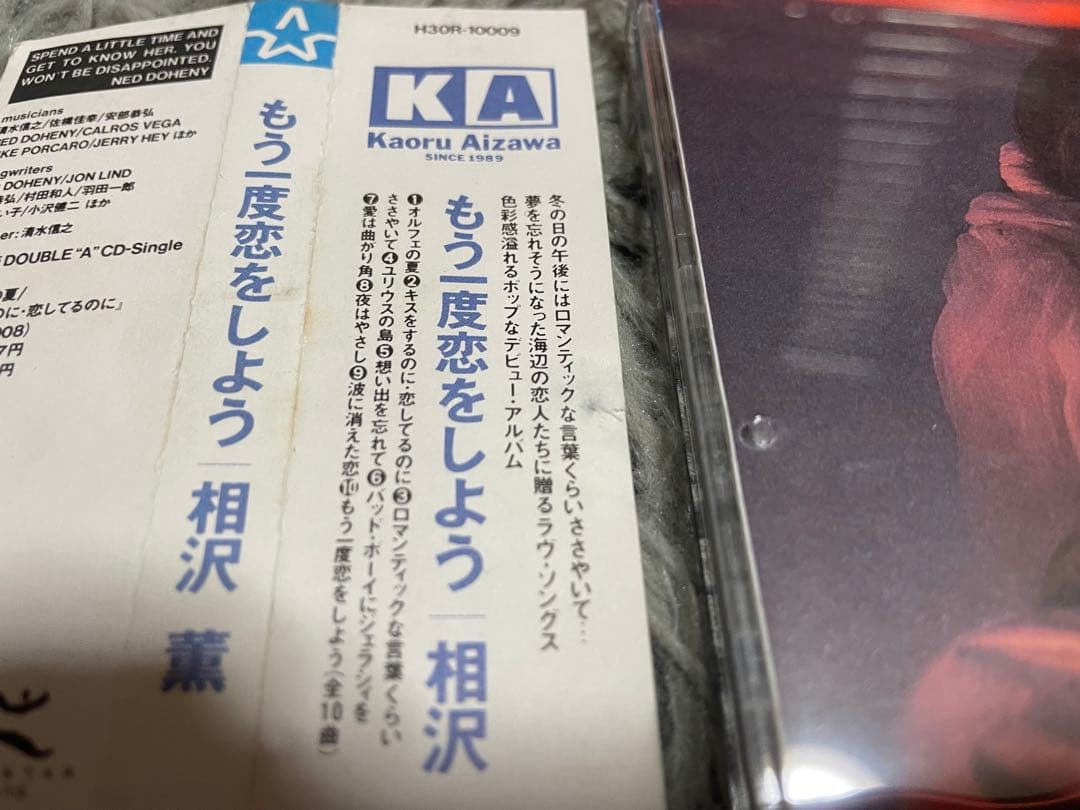 SPEND A LITTLE TIME AND
GET TO KNOW HER. YOU
WON'T BE DISAPPOINTED.
NED DOHENY
musicians
清水信之/佐橋佳幸/安部恭弘
NED DOHENY/CALROS VEGA
PORCARO/JERRY HEY ほか
DOHENY/JON LIND
/村田和人/羽田一郎
/小沢健二 ほか
清水信之
DOUBLE “A” CD-Single
夏/
のに・恋してるのに』
円
円
もう一度恋をしよう 相沢 薫
H30R-10009
KA
Kaoru Aizawa
SINCE 1989
冬の日の午後にはロマンティックな言葉くらいささやいて…
夢を忘れそうになった海辺の恋人たちに贈るラヴ・ソングス
色彩感溢れるポップなデビュー・アルバム
もう一度恋をしよう 相沢
❶オルフェの夏❷キスをするのに・恋してるのに❸ロマンティックな言葉くらい
ささやいて❹ユリウスの島❺想い出を忘れて❻バッド・ボーイにジェラシィを
❼愛は曲がり角❽夜はやさし❾波に消えた恋❿もう一度恋をしよう(全10曲)